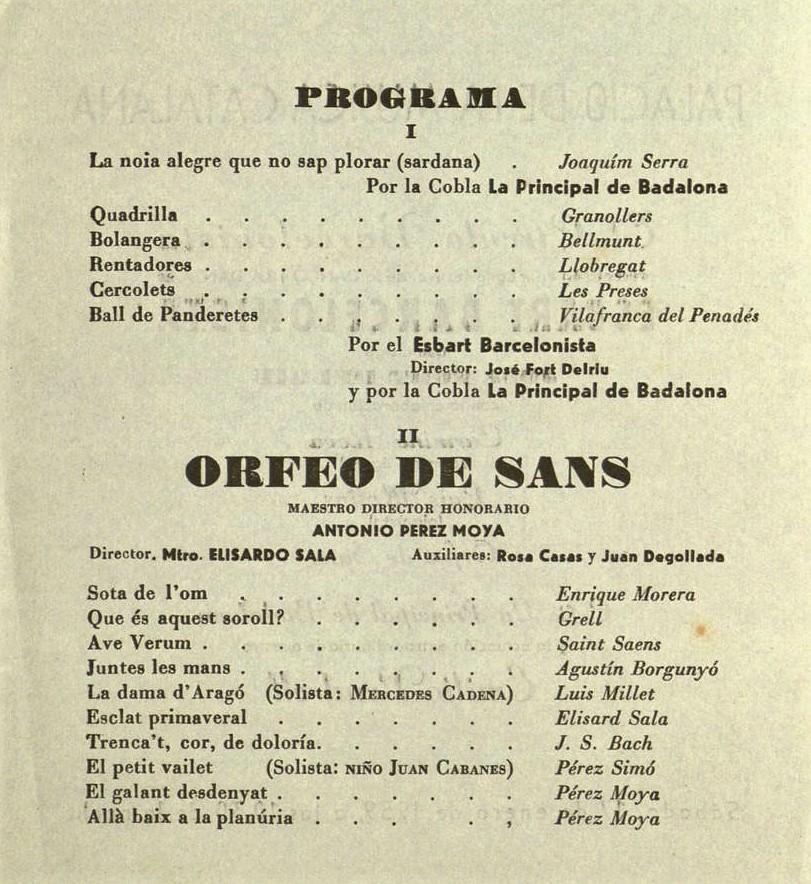 PROGRAMA
I
La noia alegre que no sap plorar (sardana) . Joaquím Serra
Por la Cobla La Principal de Badalona
Quadrilla . . . . . . . . . Granollers
Bolangera . . . . . . . . . Bellmunt
Rentadores . . . . . . . . . Llobregat
Cercolets . . . . . . . . . Les Preses
Ball de Panderetes . . . . . . . Vilafranca del Penadés
Por el Esbart Barcelonista
Director: José Fort Delriu
y por la Cobla La Principal de Badalona
II
ORFEO DE SANS
MAESTRO DIRECTOR HONORARIO
ANTONIO PEREZ MOYA
Director, Mtro. ELISARDO SALA Auxiliares: Rosa Casas y Juan Degollada
Sota de l'om . . . . . . . . Enrique Morera
Que és aquest soroll? . . . . . . Grell
Ave Verum . . . . . . . . . Saint Saens
Juntes les mans . . . . . . . . Agustín Borgunyó
La dama d'Aragó (Solista: MERCEDES CADENA) Luis Millet
Esclat primaveral . . . . . . . Elisard Sala
Trenca't, cor, de doloría. . . . . . J. S. Bach
El petit vailet (Solista: NIÑO JUAN CABANES) Pérez Simó
El galant desdenyat . . . . . . . Pérez Moya
Allà baix a la planúria . . . . , Pérez Moya